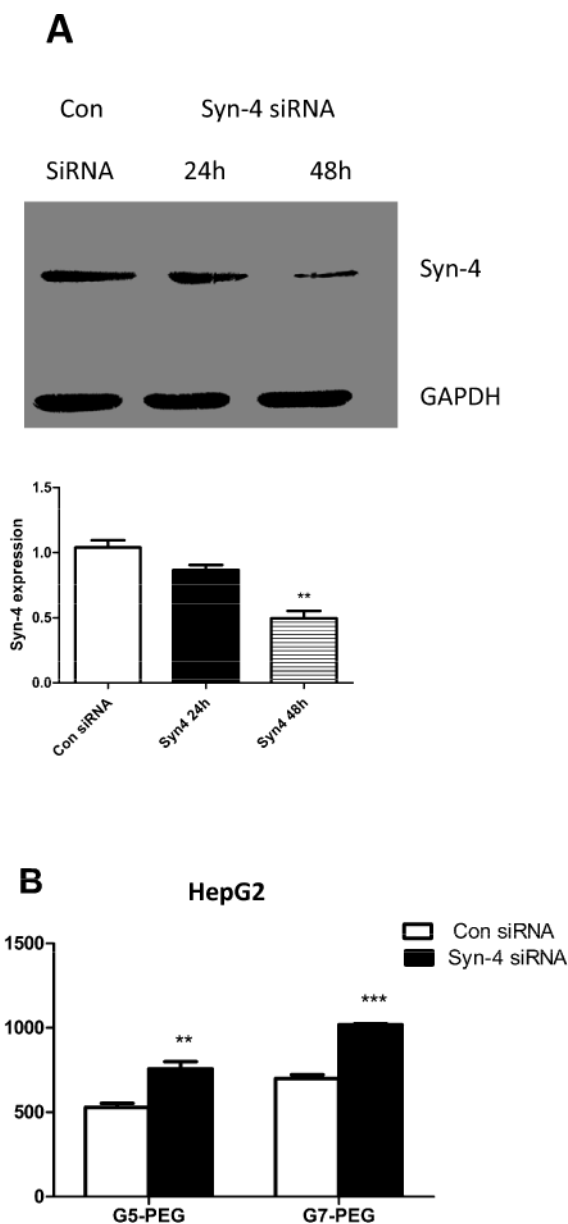 A
Con Syn-4 siRNA
SiRNA 24h 48h
Syn-4
GAPDH
1.5
1.0
0.5
0.0
Syn-4 expression
**
Con siRNA
Syn4 24h
Syn4 48h
B
HepG2
Con siRNA
Syn-4 siRNA
1500
1000
500
0
**
***
G5-PEG G7-PEG